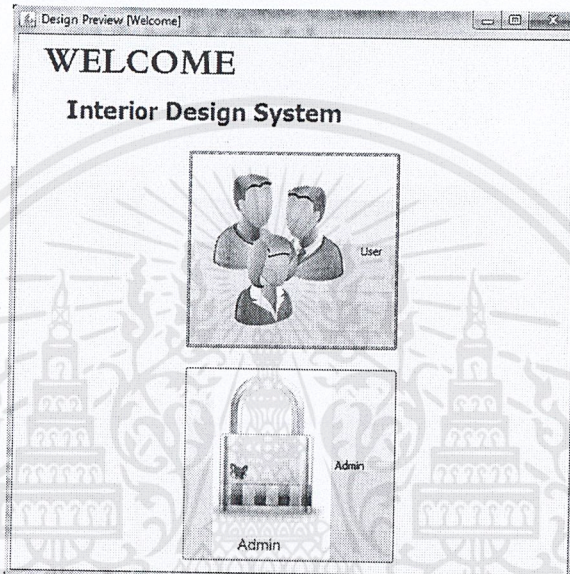 Design Preview [Welcome]
WELCOME
Interior Design System
User
Admin
Admin